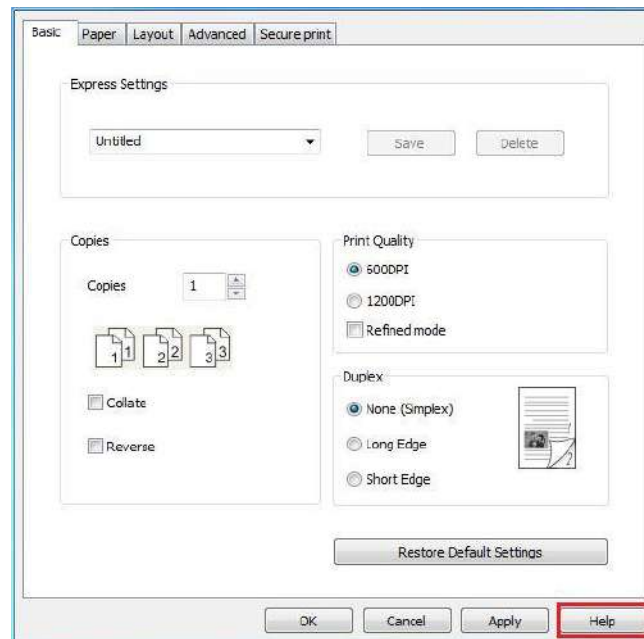 Basic Paper Layout Advanced Secure print
Express Settings
Untitled Save Delete
Copies
Copies 1
1 1 2 2 3 3
Collate
Reverse
Print Quality
600DPI
1200DPI
Refined mode
Duplex
None (Simplex)
Long Edge
Short Edge
Restore Default Settings
OK Cancel Apply Help